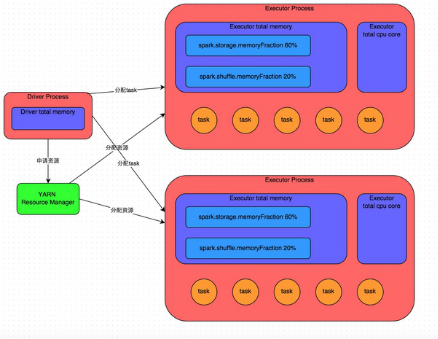 Executor Process
Executor total memory
Executor
total cpu core
spark.storage.memoryFraction 60%
spark.shuffle.memoryFraction 20%
task
task
task
task
task
分配task
Driver Process
Driver total memory
申请资源
分配资源
分配task
YARN
Resource Manager
分配资源
Executor Process
Executor total memory
Executor
total cpu core
spark.storage.memoryFraction 60%
spark.shuffle.memoryFraction 20%
task
task
task
task
task